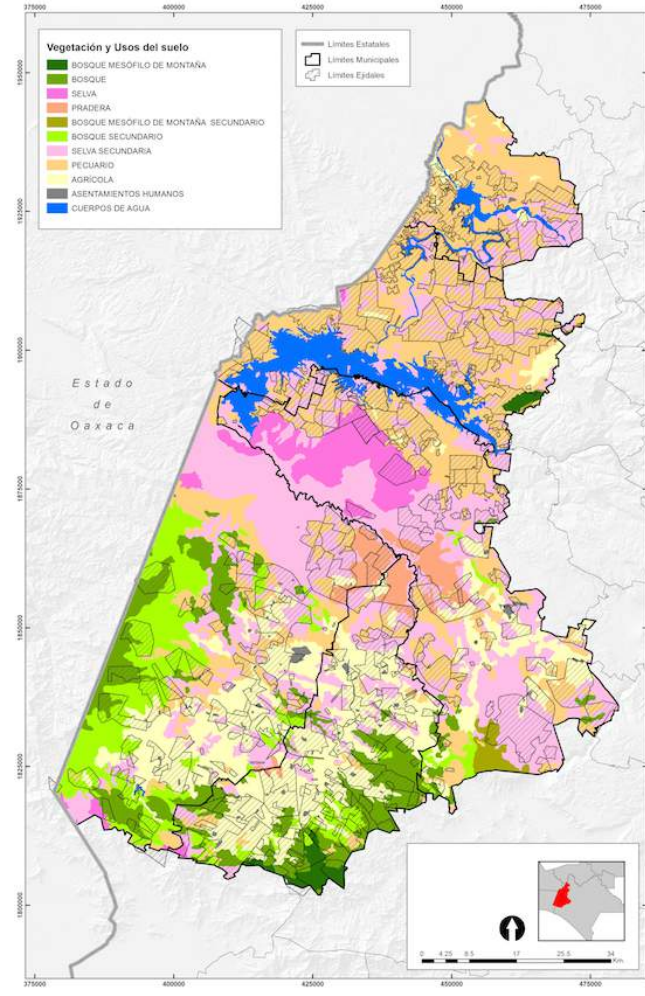 375000 400000 425000 450000 475000
Vegetación y Usos del suelo
BOSQUE MESÓFILO DE MONTAÑA
BOSQUE
SELVA
PRADERA
BOSQUE MESÓFILO DE MONTAÑA SECUNDARIO
BOSQUE SECUNDARIO
SELVA SECUNDARIA
PECUARIO
AGRÍCOLA
ASENTAMIENTOS HUMANOS
CUERPOS DE AGUA
Límites Estatales
Límites Municipales
Límites Ejidales
1950000
1925000
1900000
1875000
1850000
1825000
1800000
Estado
de
Oaxaca
0 4.25 8.5 17 25.5 34
Km.
375000 400000 425000 450000 475000